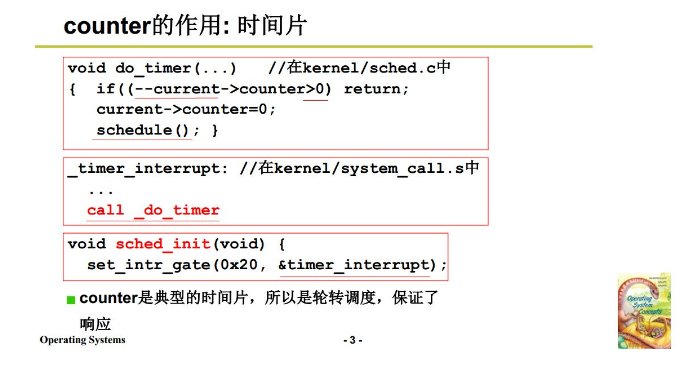 counter的作用: 时间片
void do_timer(...) //在kernel/sched.c中
{ if((--current->counter>0) return;
current->counter=0;
schedule(); }
_timer_interrupt: //在kernel/system_call.s中
...
call _do_timer
void sched_init(void) {
set_intr_gate(0x20, &timer_interrupt);
counter是典型的时间片，所以是轮转调度，保证了
响应
Operating Systems
- 3 -
Operating
System
Concepts